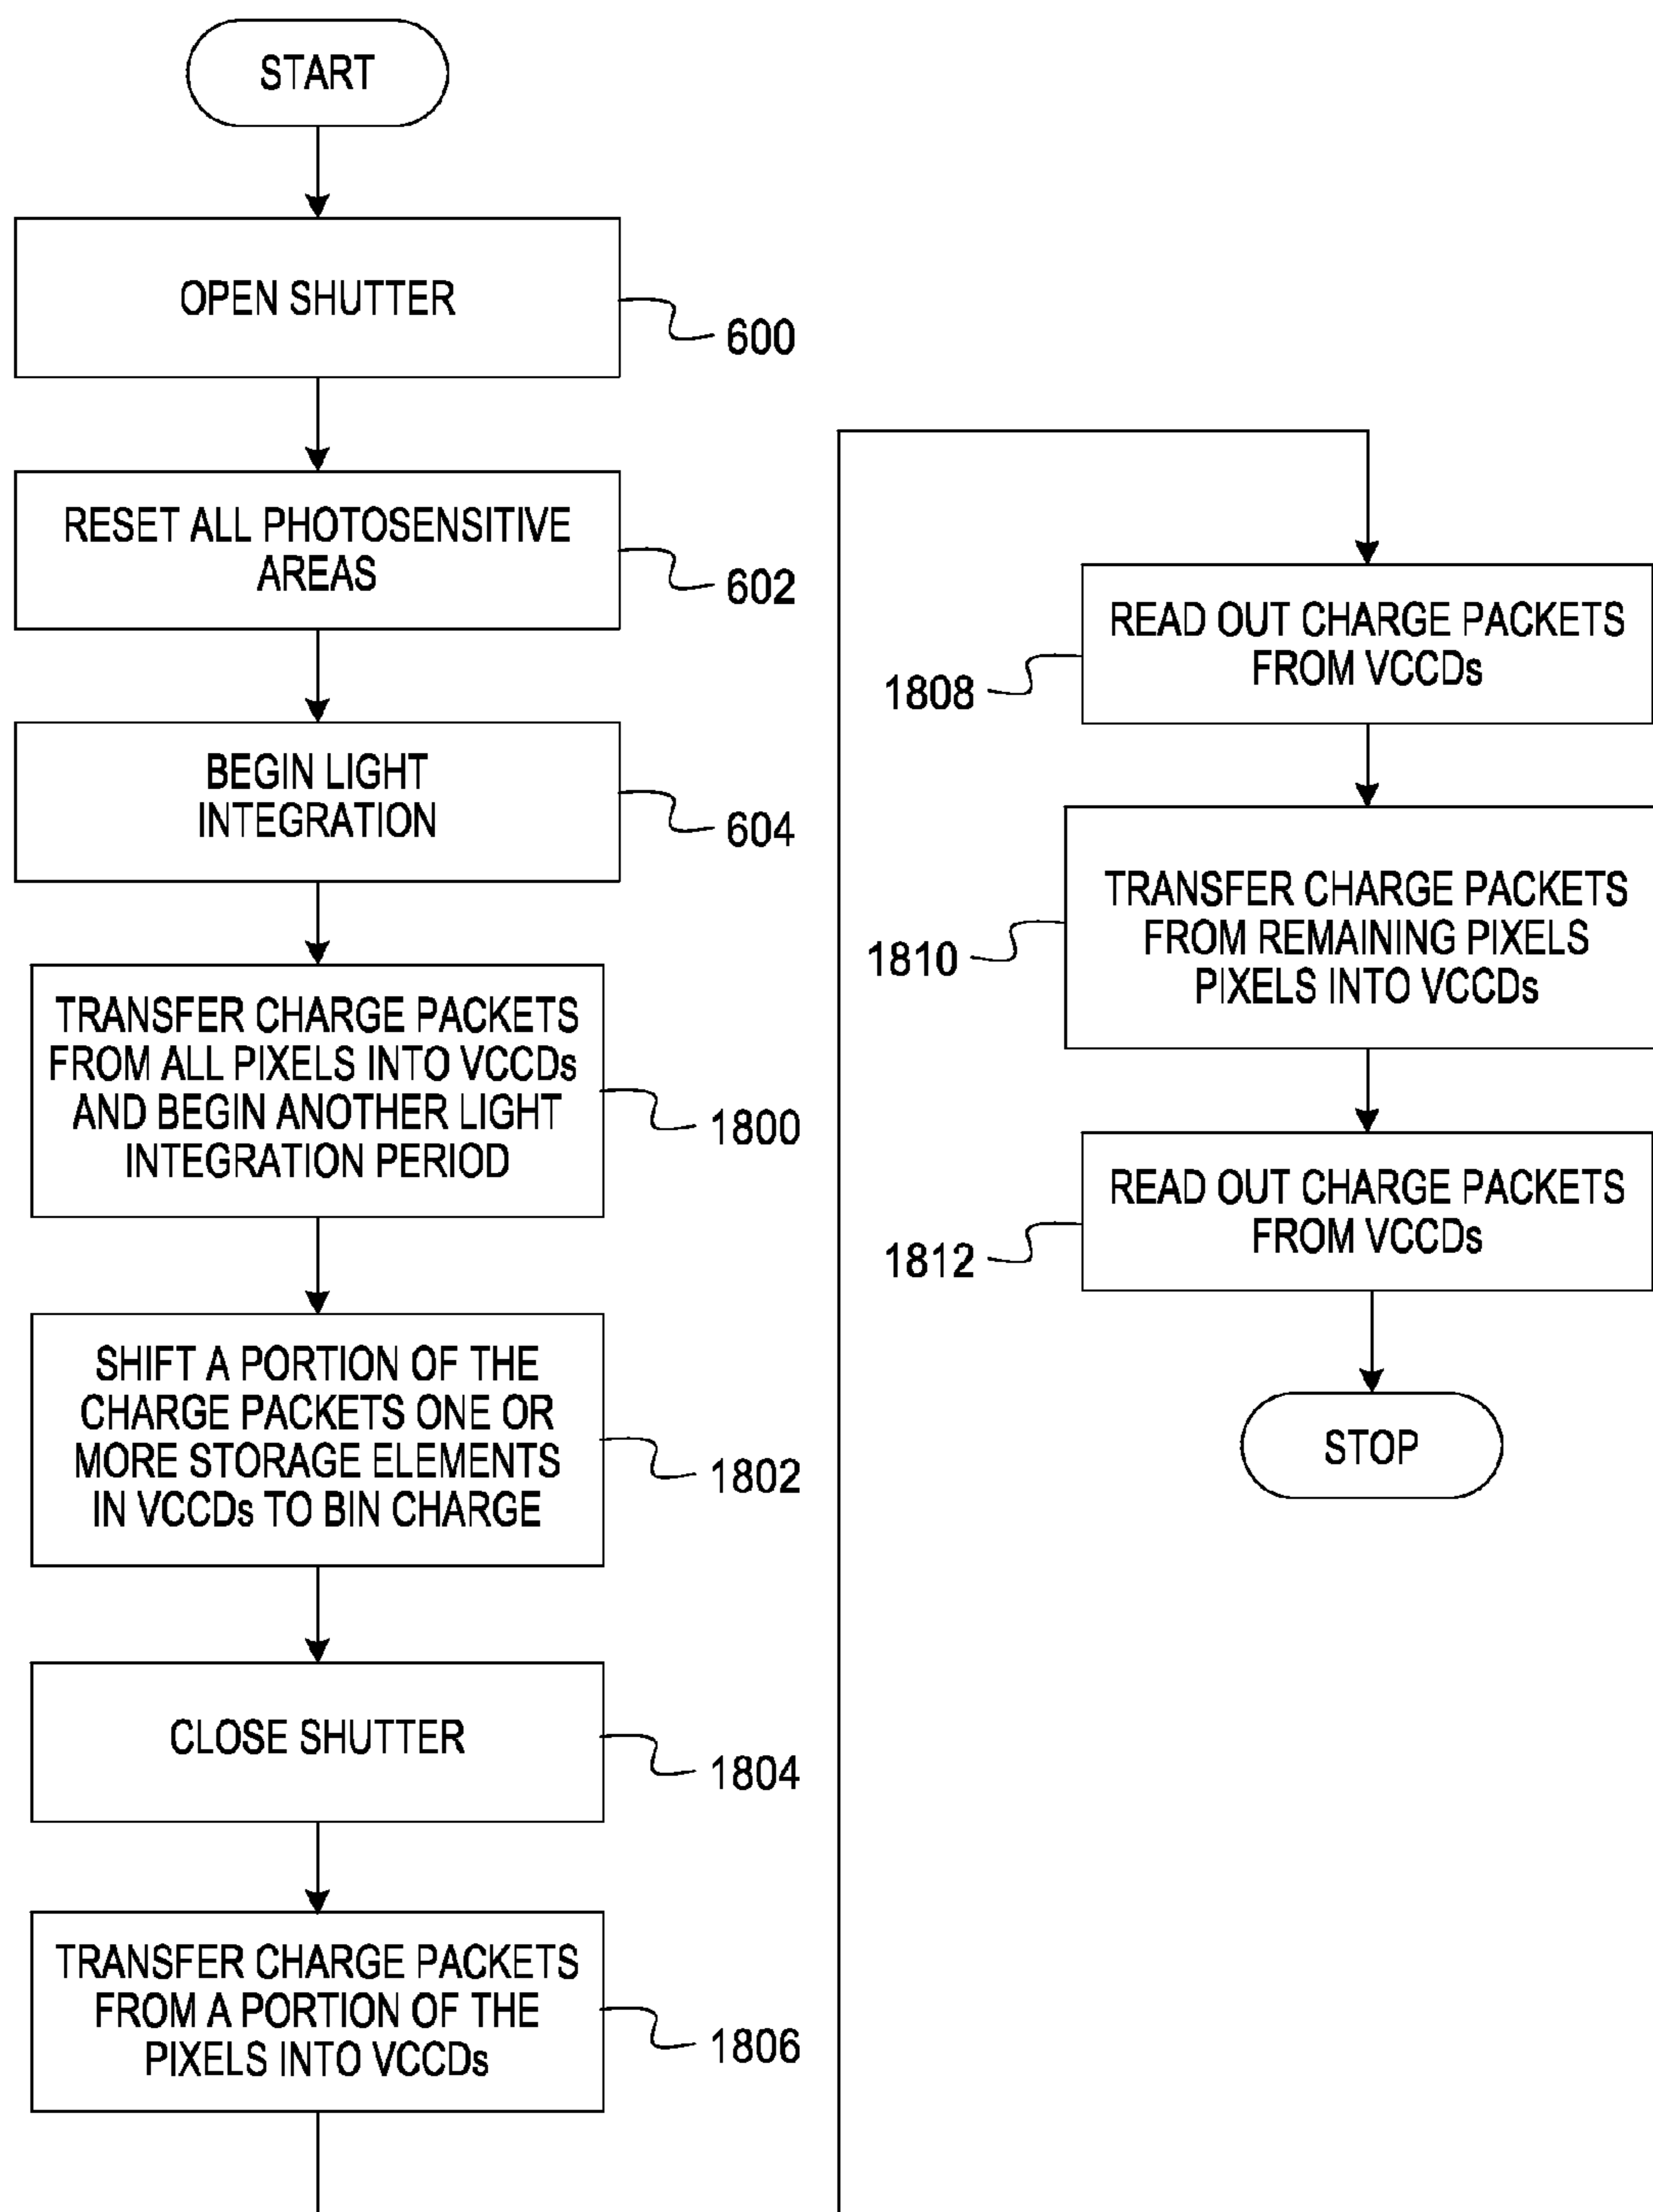 START
OPEN SHUTTER
600
RESET ALL PHOTOSENSITIVE
AREAS
602
BEGIN LIGHT
INTEGRATION
604
TRANSFER CHARGE PACKETS
FROM ALL PIXELS INTO VCCDs
AND BEGIN ANOTHER LIGHT
INTEGRATION PERIOD
1800
SHIFT A PORTION OF THE
CHARGE PACKETS ONE OR
MORE STORAGE ELEMENTS
IN VCCDs TO BIN CHARGE
1802
CLOSE SHUTTER
1804
TRANSFER CHARGE PACKETS
FROM A PORTION OF THE
PIXELS INTO VCCDs
1806
READ OUT CHARGE PACKETS
FROM VCCDs
1808
TRANSFER CHARGE PACKETS
FROM REMAINING PIXELS
PIXELS INTO VCCDs
1810
READ OUT CHARGE PACKETS
FROM VCCDs
1812
STOP